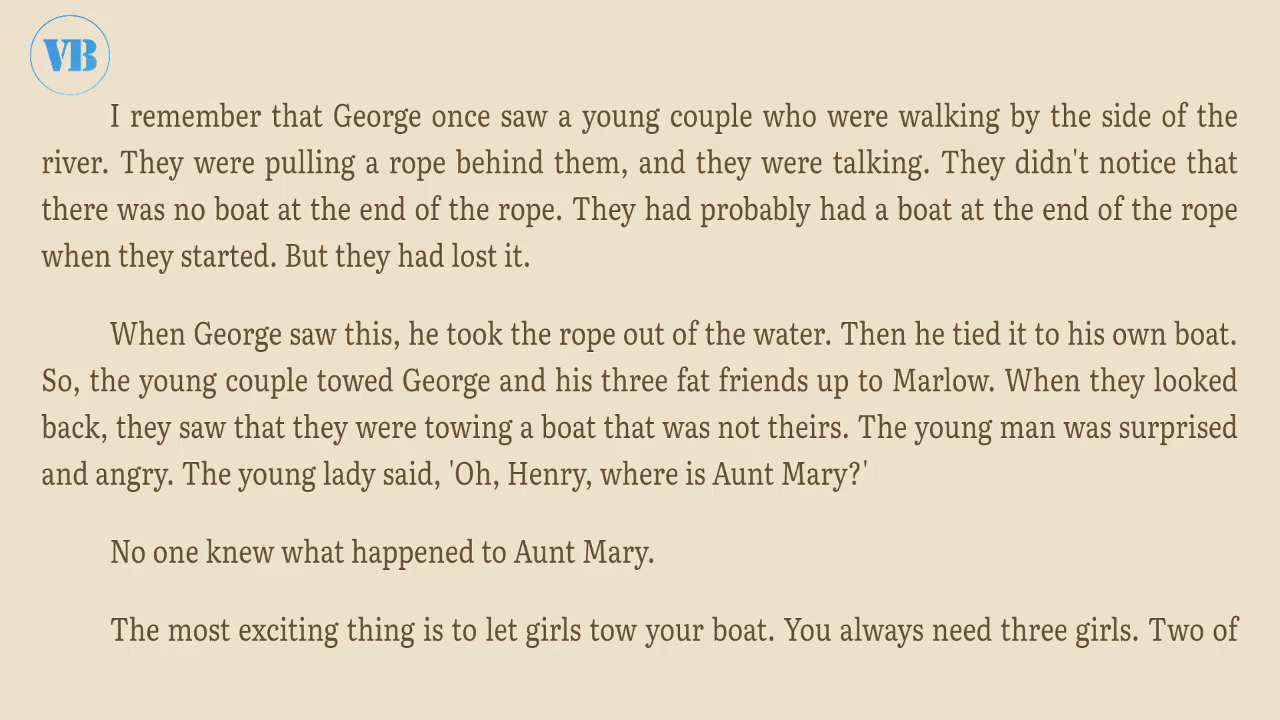 VB
I remember that George once saw a young couple who were walking by the side of the
river. They were pulling a rope behind them, and they were talking. They didn't notice that
there was no boat at the end of the rope. They had probably had a boat at the end of the rope
when they started. But they had lost it.
When George saw this, he took the rope out of the water. Then he tied it to his own boat.
So, the young couple towed George and his three fat friends up to Marlow. When they looked
back, they saw that they were towing a boat that was not theirs. The young man was surprised
and angry. The young lady said, 'Oh, Henry, where is Aunt Mary?'
No one knew what happened to Aunt Mary.
The most exciting thing is to let girls tow your boat. You always need three girls. Two of